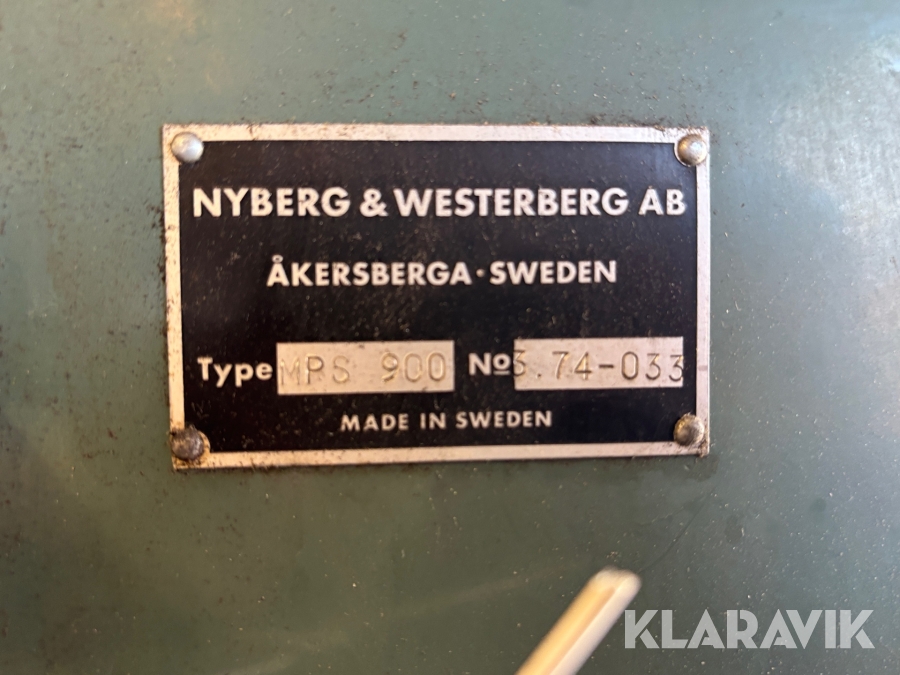 NYBERG & WESTERBERG AB
ÅKERSBERGA · SWEDEN
Type MPS 900 No 3.74-033
MADE IN SWEDEN
KLARAVIK